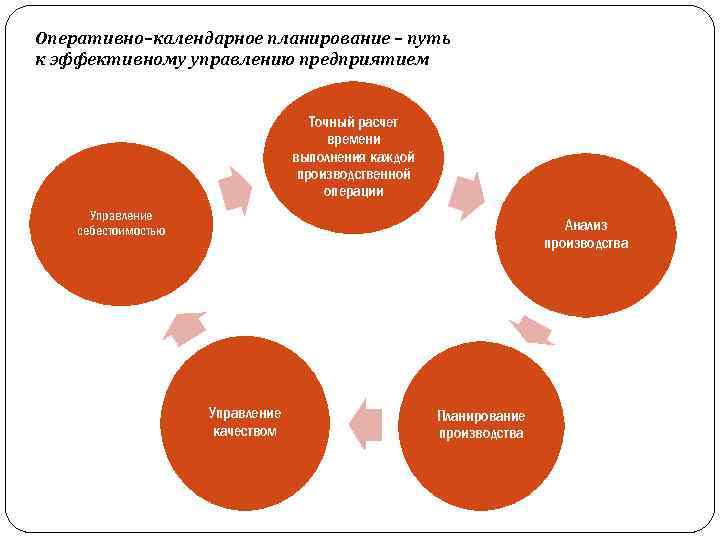 Оперативно–календарное планирование – путь
к эффективному управлению предприятием
Точный расчет
времени
выполнения каждой
производственной
операции
Анализ
производства
Планирование
производства
Управление
качеством
Управление
себестоимостью